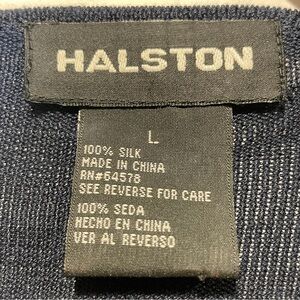 HALSTON
L
100% SILK
MADE IN CHINA
RN#64578
SEE REVERSE FOR CARE
100% SEDA
HECHO EN CHINA
VER AL REVERSO